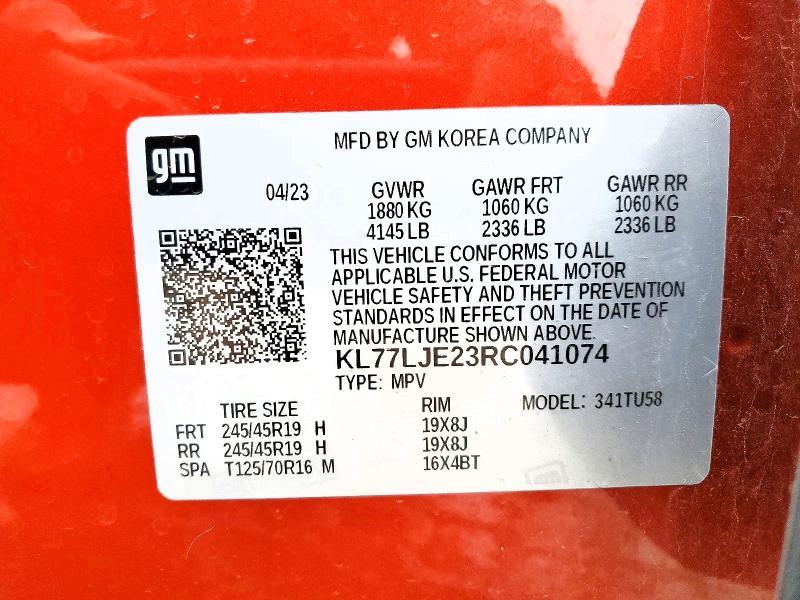 gm
MFD BY GM KOREA COMPANY
04/23 GVWR GAWR FRT GAWR RR
1880 KG 1060 KG 1060 KG
4145 LB 2336 LB 2336 LB
THIS VEHICLE CONFORMS TO ALL
APPLICABLE U.S. FEDERAL MOTOR
VEHICLE SAFETY AND THEFT PREVENTION
STANDARDS IN EFFECT ON THE DATE OF
MANUFACTURE SHOWN ABOVE.
KL77LJE23RC041074
TYPE: MPV
TIRE SIZE RIM MODEL: 341TU58
FRT 245/45R19 H 19X8J
RR 245/45R19 H 19X8J
SPA T125/70R16 M 16X4BT